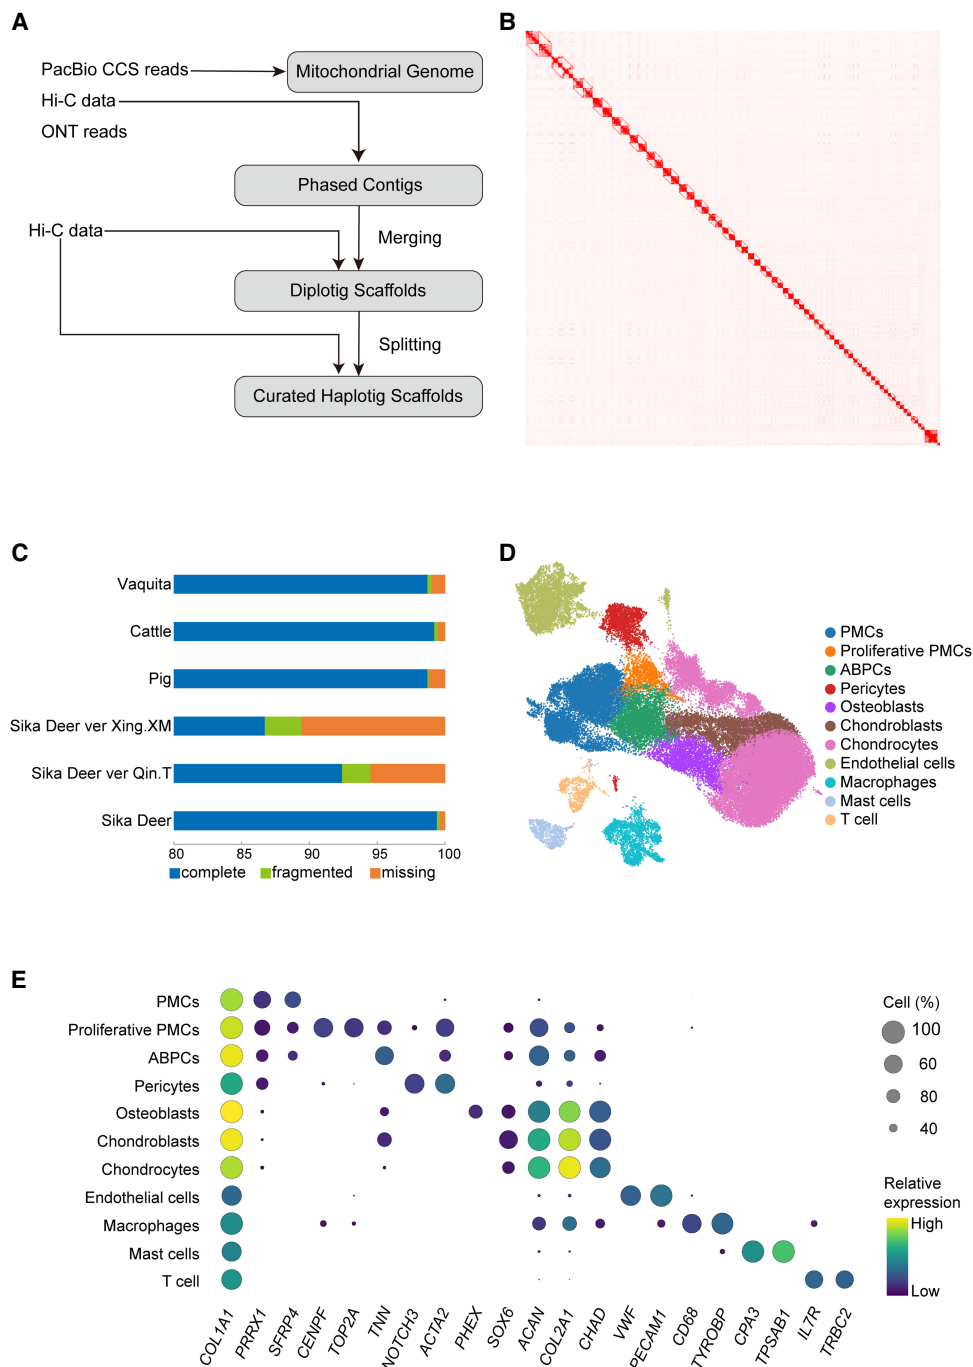 A
PacBio CCS reads
Mitochondrial Genome
Hi-C data
ONT reads
Phased Contigs
Hi-C data
Merging
Diplotig Scaffolds
Splitting
Curated Haplotig Scaffolds
B
C
Vaquita
Cattle
Pig
Sika Deer ver Xing.XM
Sika Deer ver Qin.T
Sika Deer
80 85 90 95 100
complete fragmented missing
D
PMCs
Proliferative PMCs
ABPCs
Pericytes
Osteoblasts
Chondroblasts
Chondrocytes
Endothelial cells
Macrophages
Mast cells
T cell
E
PMCs
Proliferative PMCs
ABPCs
Pericytes
Osteoblasts
Chondroblasts
Chondrocytes
Endothelial cells
Macrophages
Mast cells
T cell
COL1A1 PRRX1 SFRP4 CENPF TOP2A TNN NOTCH3 ACTA2 PHEX SOX6 ACAN COL2A1 CHAD VWF PECAM1 CD68 TYROBP CPA3 TPSAB1 IL7R TRBC2
Cell (%)
100
60
80
40
Relative
expression
High
Low